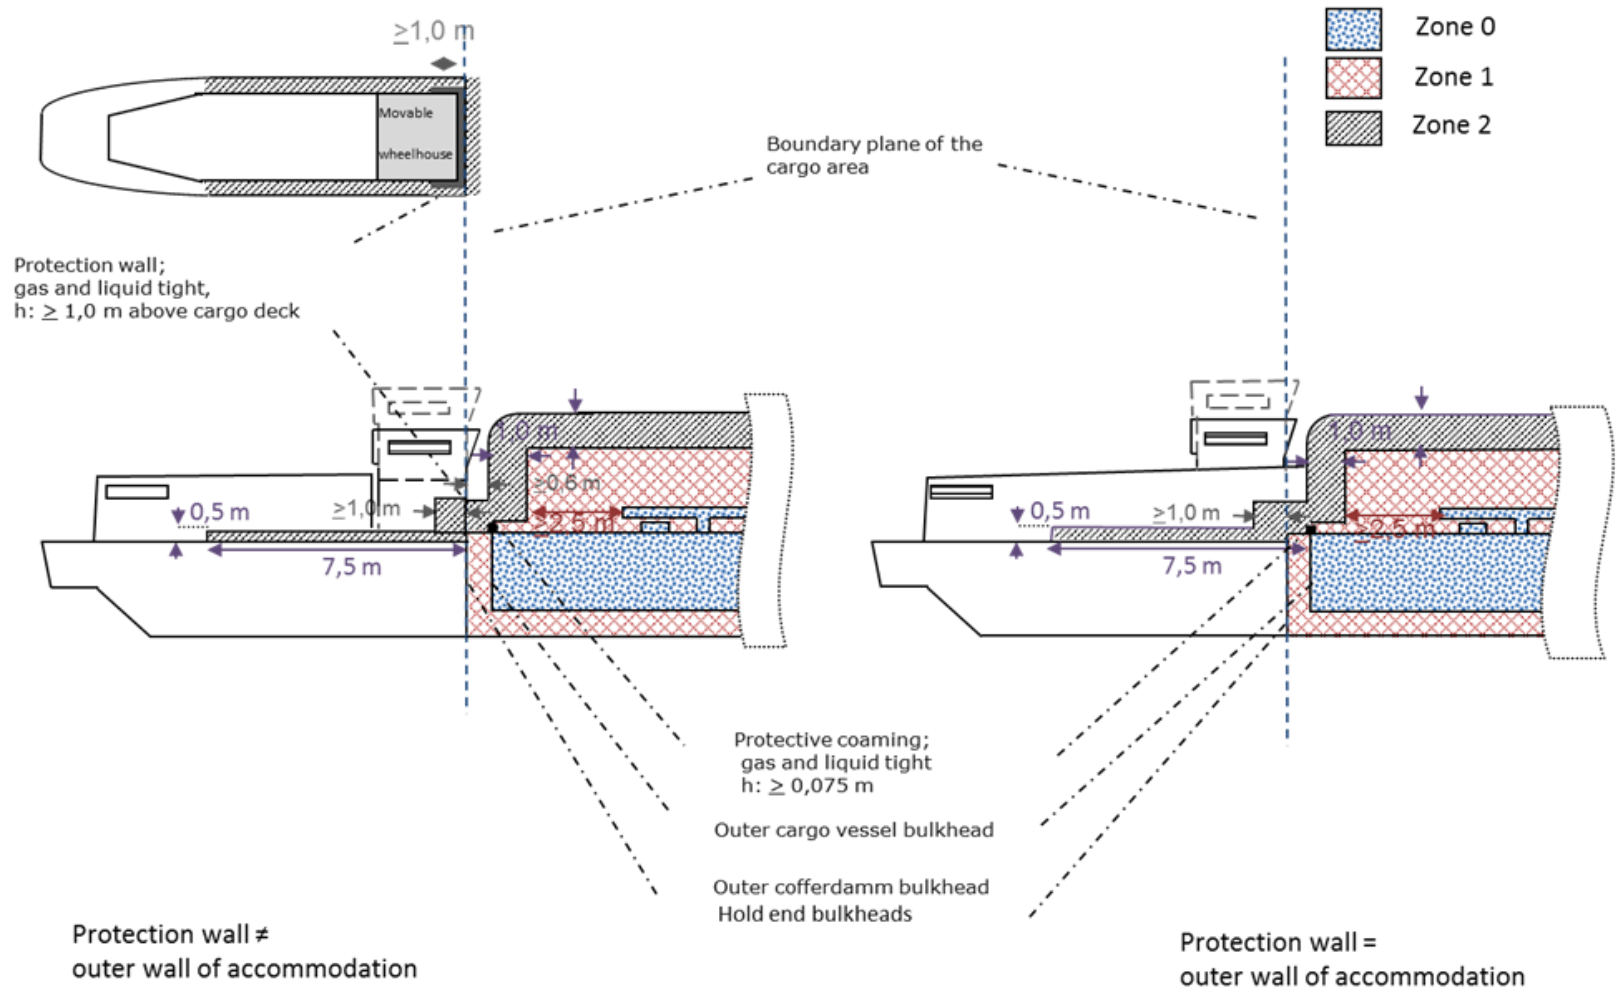 ≥1,0 m
Zone 0
Zone 1
Zone 2
Movable
wheelhouse
Boundary plane of the
cargo area
Protection wall;
gas and liquid tight,
h: ≥ 1,0 m above cargo deck
1,0 m
≥0,5 m
≥1,0 m
0,5 m
≥2,5 m
7,5 m
1,0 m
≥1,0 m
0,5 m
≥2,5 m
7,5 m
Protective coaming;
gas and liquid tight
h: ≥ 0,075 m
Outer cargo vessel bulkhead
Outer cofferdamm bulkhead
Hold end bulkheads
Protection wall ≠
outer wall of accommodation
Protection wall =
outer wall of accommodation